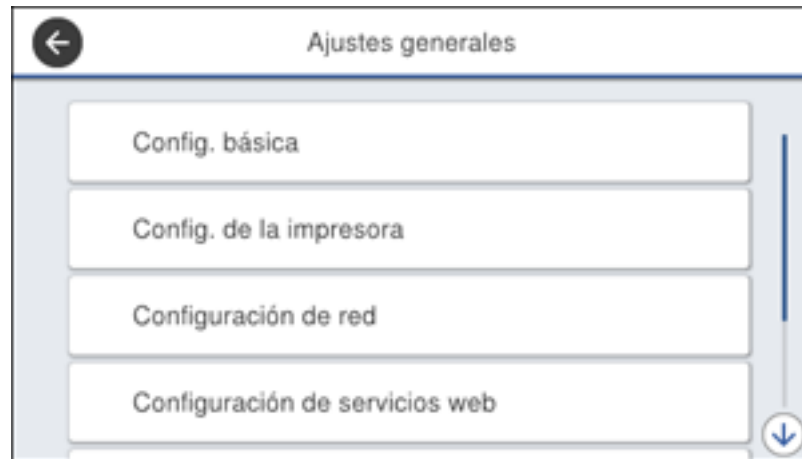 Ajustes generales
Config. básica
Config. de la impresora
Configuración de red
Configuración de servicios web